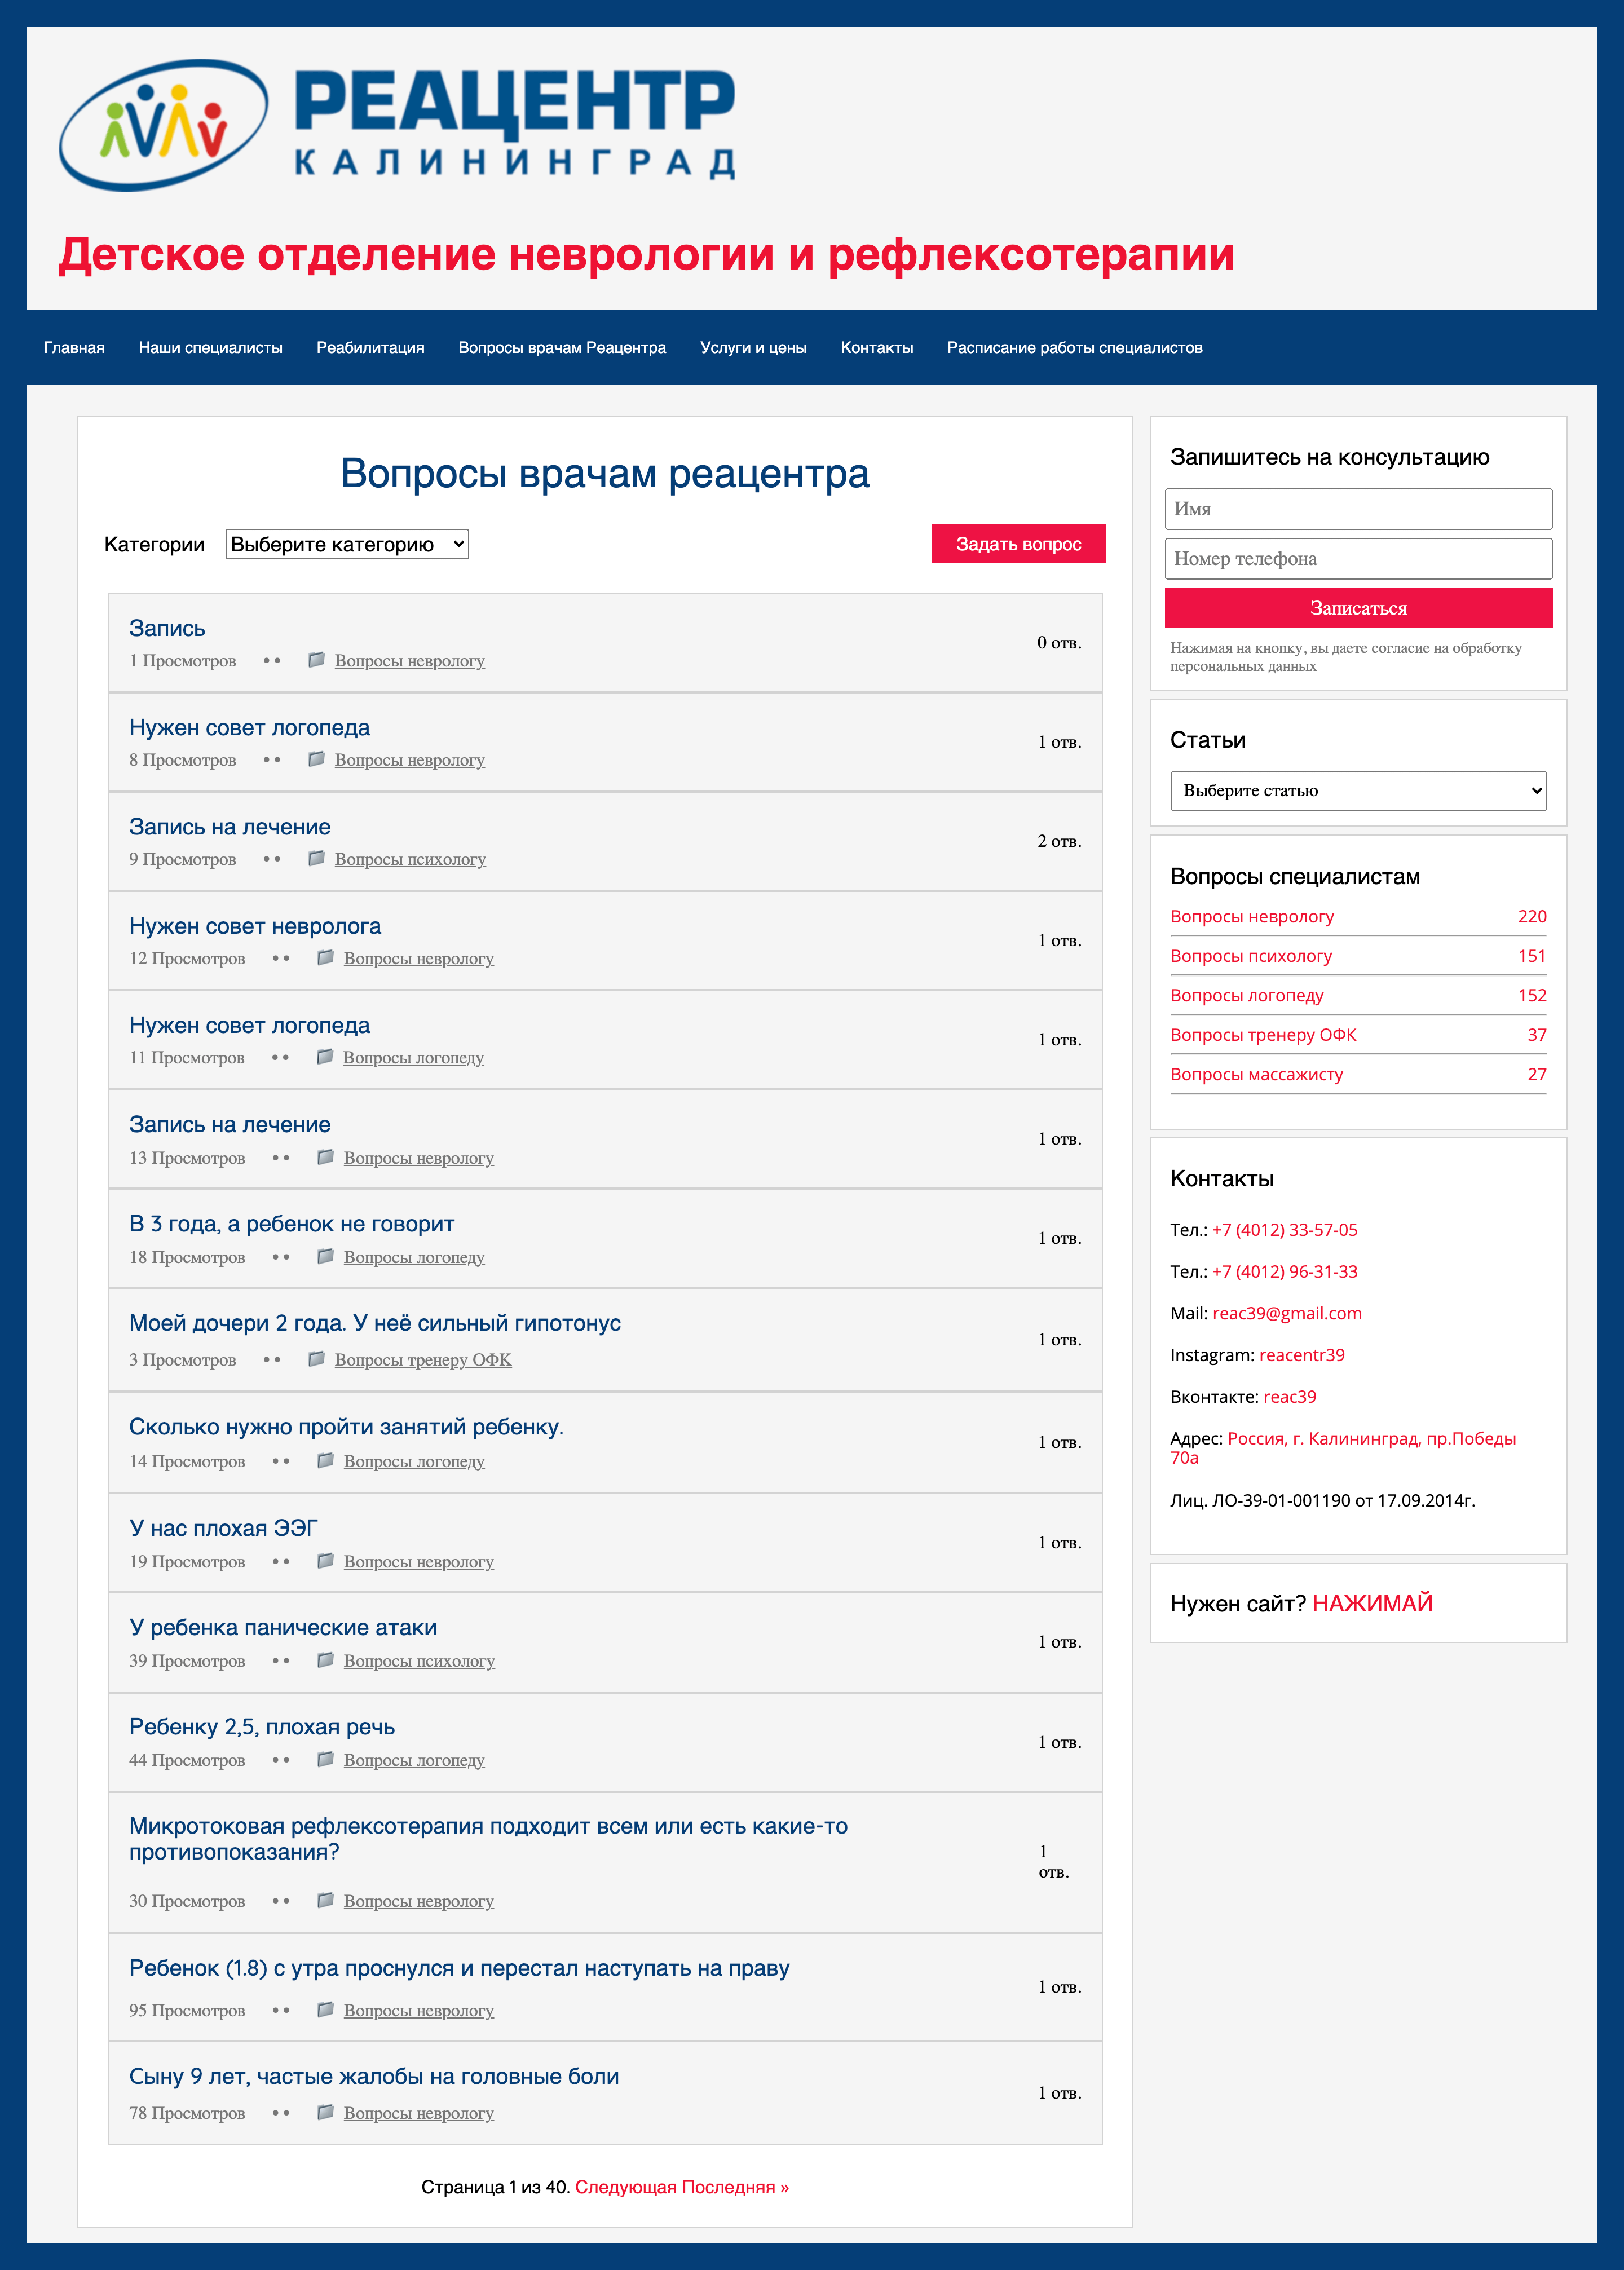 РЕАЦЕНТР
КАЛИНИНГРАД
Детское отделение неврологии и рефлексотерапии
Главная
Наши специалисты
Реабилитация
Вопросы врачам Реацентра
Услуги и цены
Контакты
Расписание работы специалистов
Вопросы врачам реацентра
Категории
Выберите категорию
Задать вопрос
Запись
1 Просмотров •• Вопросы неврологу
0 отв.
Нужен совет логопеда
8 Просмотров •• Вопросы неврологу
1 отв.
Запись на лечение
9 Просмотров •• Вопросы психологу
2 отв.
Нужен совет невролога
12 Просмотров •• Вопросы неврологу
1 отв.
Нужен совет логопеда
11 Просмотров •• Вопросы логопеду
1 отв.
Запись на лечение
13 Просмотров •• Вопросы неврологу
1 отв.
В 3 года, а ребенок не говорит
18 Просмотров •• Вопросы логопеду
1 отв.
Моей дочери 2 года. У неё сильный гипотонус
3 Просмотров •• Вопросы тренеру ОФК
1 отв.
Сколько нужно пройти занятий ребенку.
14 Просмотров •• Вопросы логопеду
1 отв.
У нас плохая ЭЭГ
19 Просмотров •• Вопросы неврологу
1 отв.
У ребенка панические атаки
39 Просмотров •• Вопросы психологу
1 отв.
Ребенку 2,5, плохая речь
44 Просмотров •• Вопросы логопеду
1 отв.
Микротоковая рефлексотерапия подходит всем или есть какие-то
противопоказания?
30 Просмотров •• Вопросы неврологу
1
отв.
Ребенок (1.8) с утра проснулся и перестал наступать на праву
95 Просмотров •• Вопросы неврологу
1 отв.
Сыну 9 лет, частые жалобы на головные боли
78 Просмотров •• Вопросы неврологу
1 отв.
Страница 1 из 40. Следующая Последняя »
Запишитесь на консультацию
Имя
Номер телефона
Записаться
Нажимая на кнопку, вы даете согласие на обработку
персональных данных
Статьи
Выберите статью
Вопросы специалистам
Вопросы неврологу 220
Вопросы психологу 151
Вопросы логопеду 152
Вопросы тренеру ОФК 37
Вопросы массажисту 27
Контакты
Тел.: +7 (4012) 33-57-05
Тел.: +7 (4012) 96-31-33
Mail: reac39@gmail.com
Instagram: reacentr39
Вконтакте: reac39
Адрес: Россия, г. Калининград, пр.Победы
70а
Лиц. ЛО-39-01-001190 от 17.09.2014г.
Нужен сайт? НАЖИМАЙ